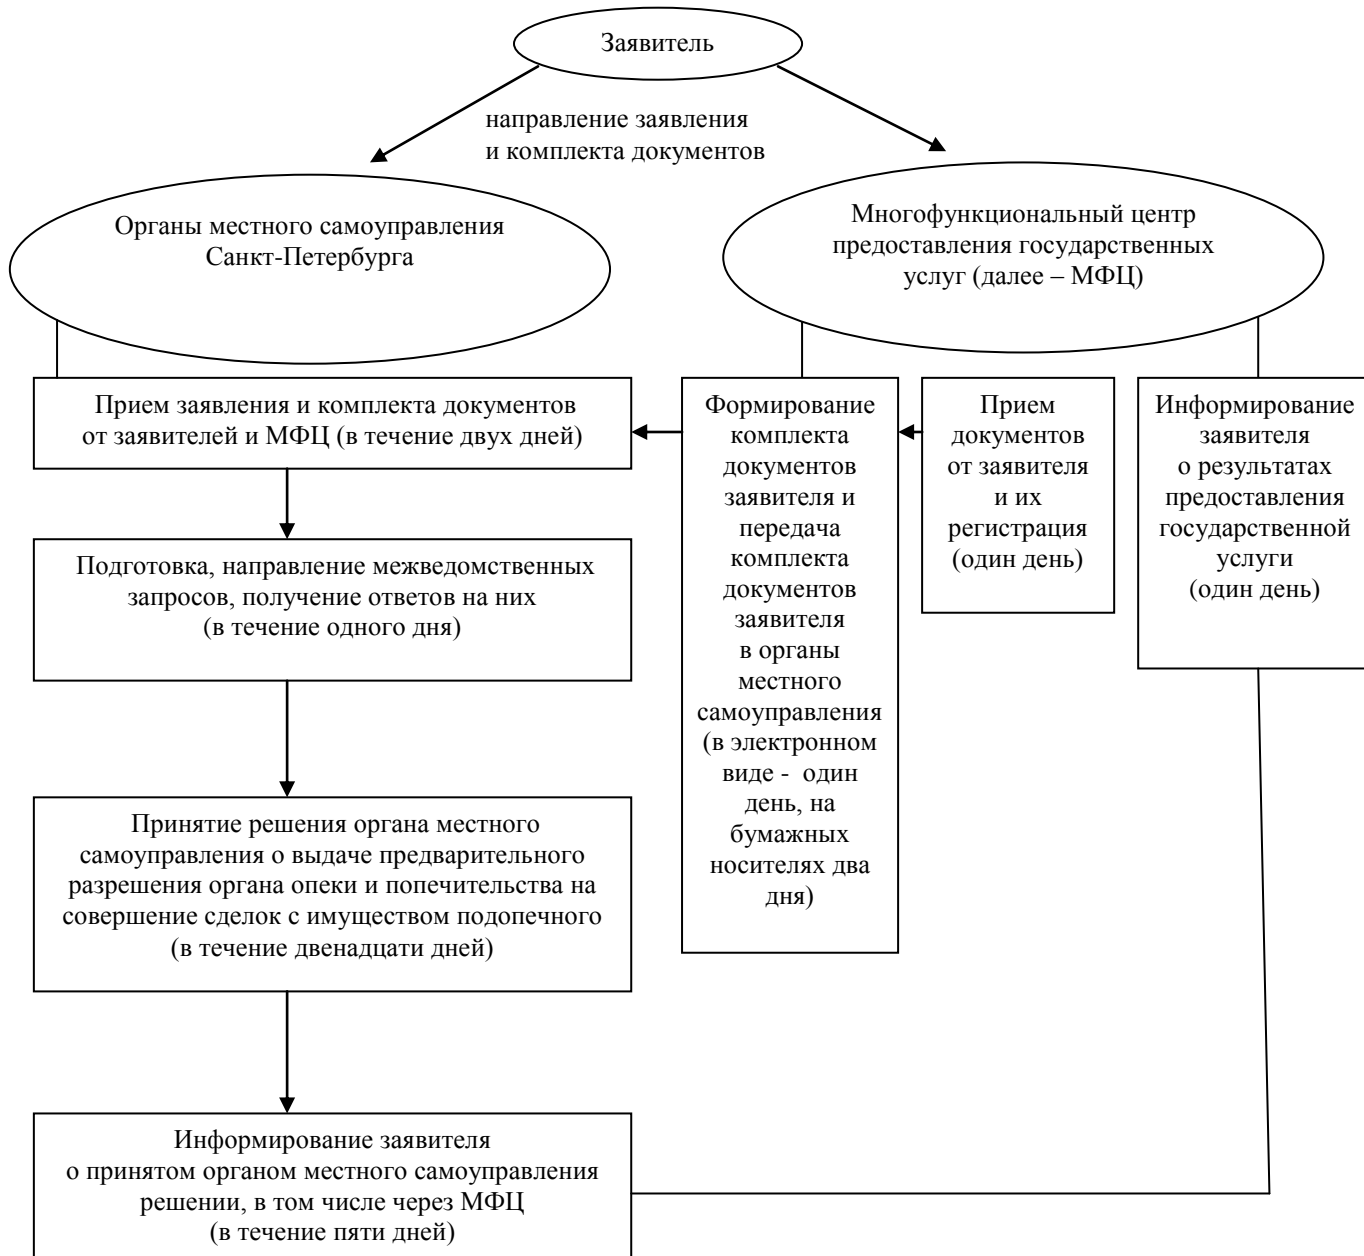 Заявитель
направление заявления
и комплекта документов
Органы местного самоуправления
Санкт-Петербурга
Многофункциональный центр
предоставления государственных
услуг (далее – МФЦ)
Прием заявления и комплекта документов
от заявителей и МФЦ (в течение двух дней)
Формирование
комплекта
документов
заявителя и
передача
комплекта
документов
заявителя
в органы
местного
самоуправления
(в электронном
виде - один
день, на
бумажных
носителях два
дня)
Прием
документов
от заявителя
и их
регистрация
(один день)
Информирование
заявителя
о результатах
предоставления
государственной
услуги
(один день)
Подготовка, направление межведомственных
запросов, получение ответов на них
(в течение одного дня)
Принятие решения органа местного
самоуправления о выдаче предварительного
разрешения органа опеки и попечительства на
совершение сделок с имуществом подопечного
(в течение двенадцати дней)
Информирование заявителя
о принятом органом местного самоуправления
решении, в том числе через МФЦ
(в течение пяти дней)